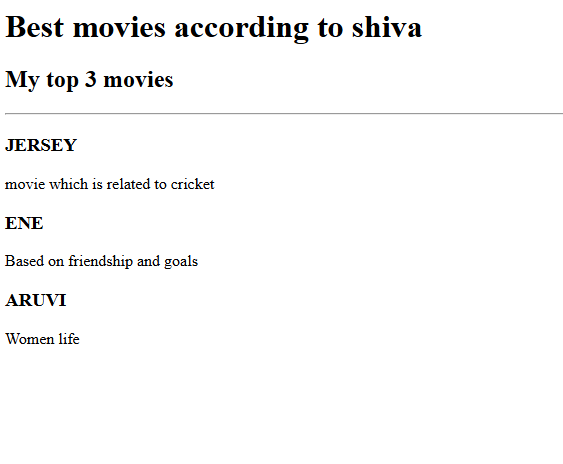 Best movies according to shiva
My top 3 movies
JERSEY
movie which is related to cricket
ENE
Based on friendship and goals
ARUVI
Women life